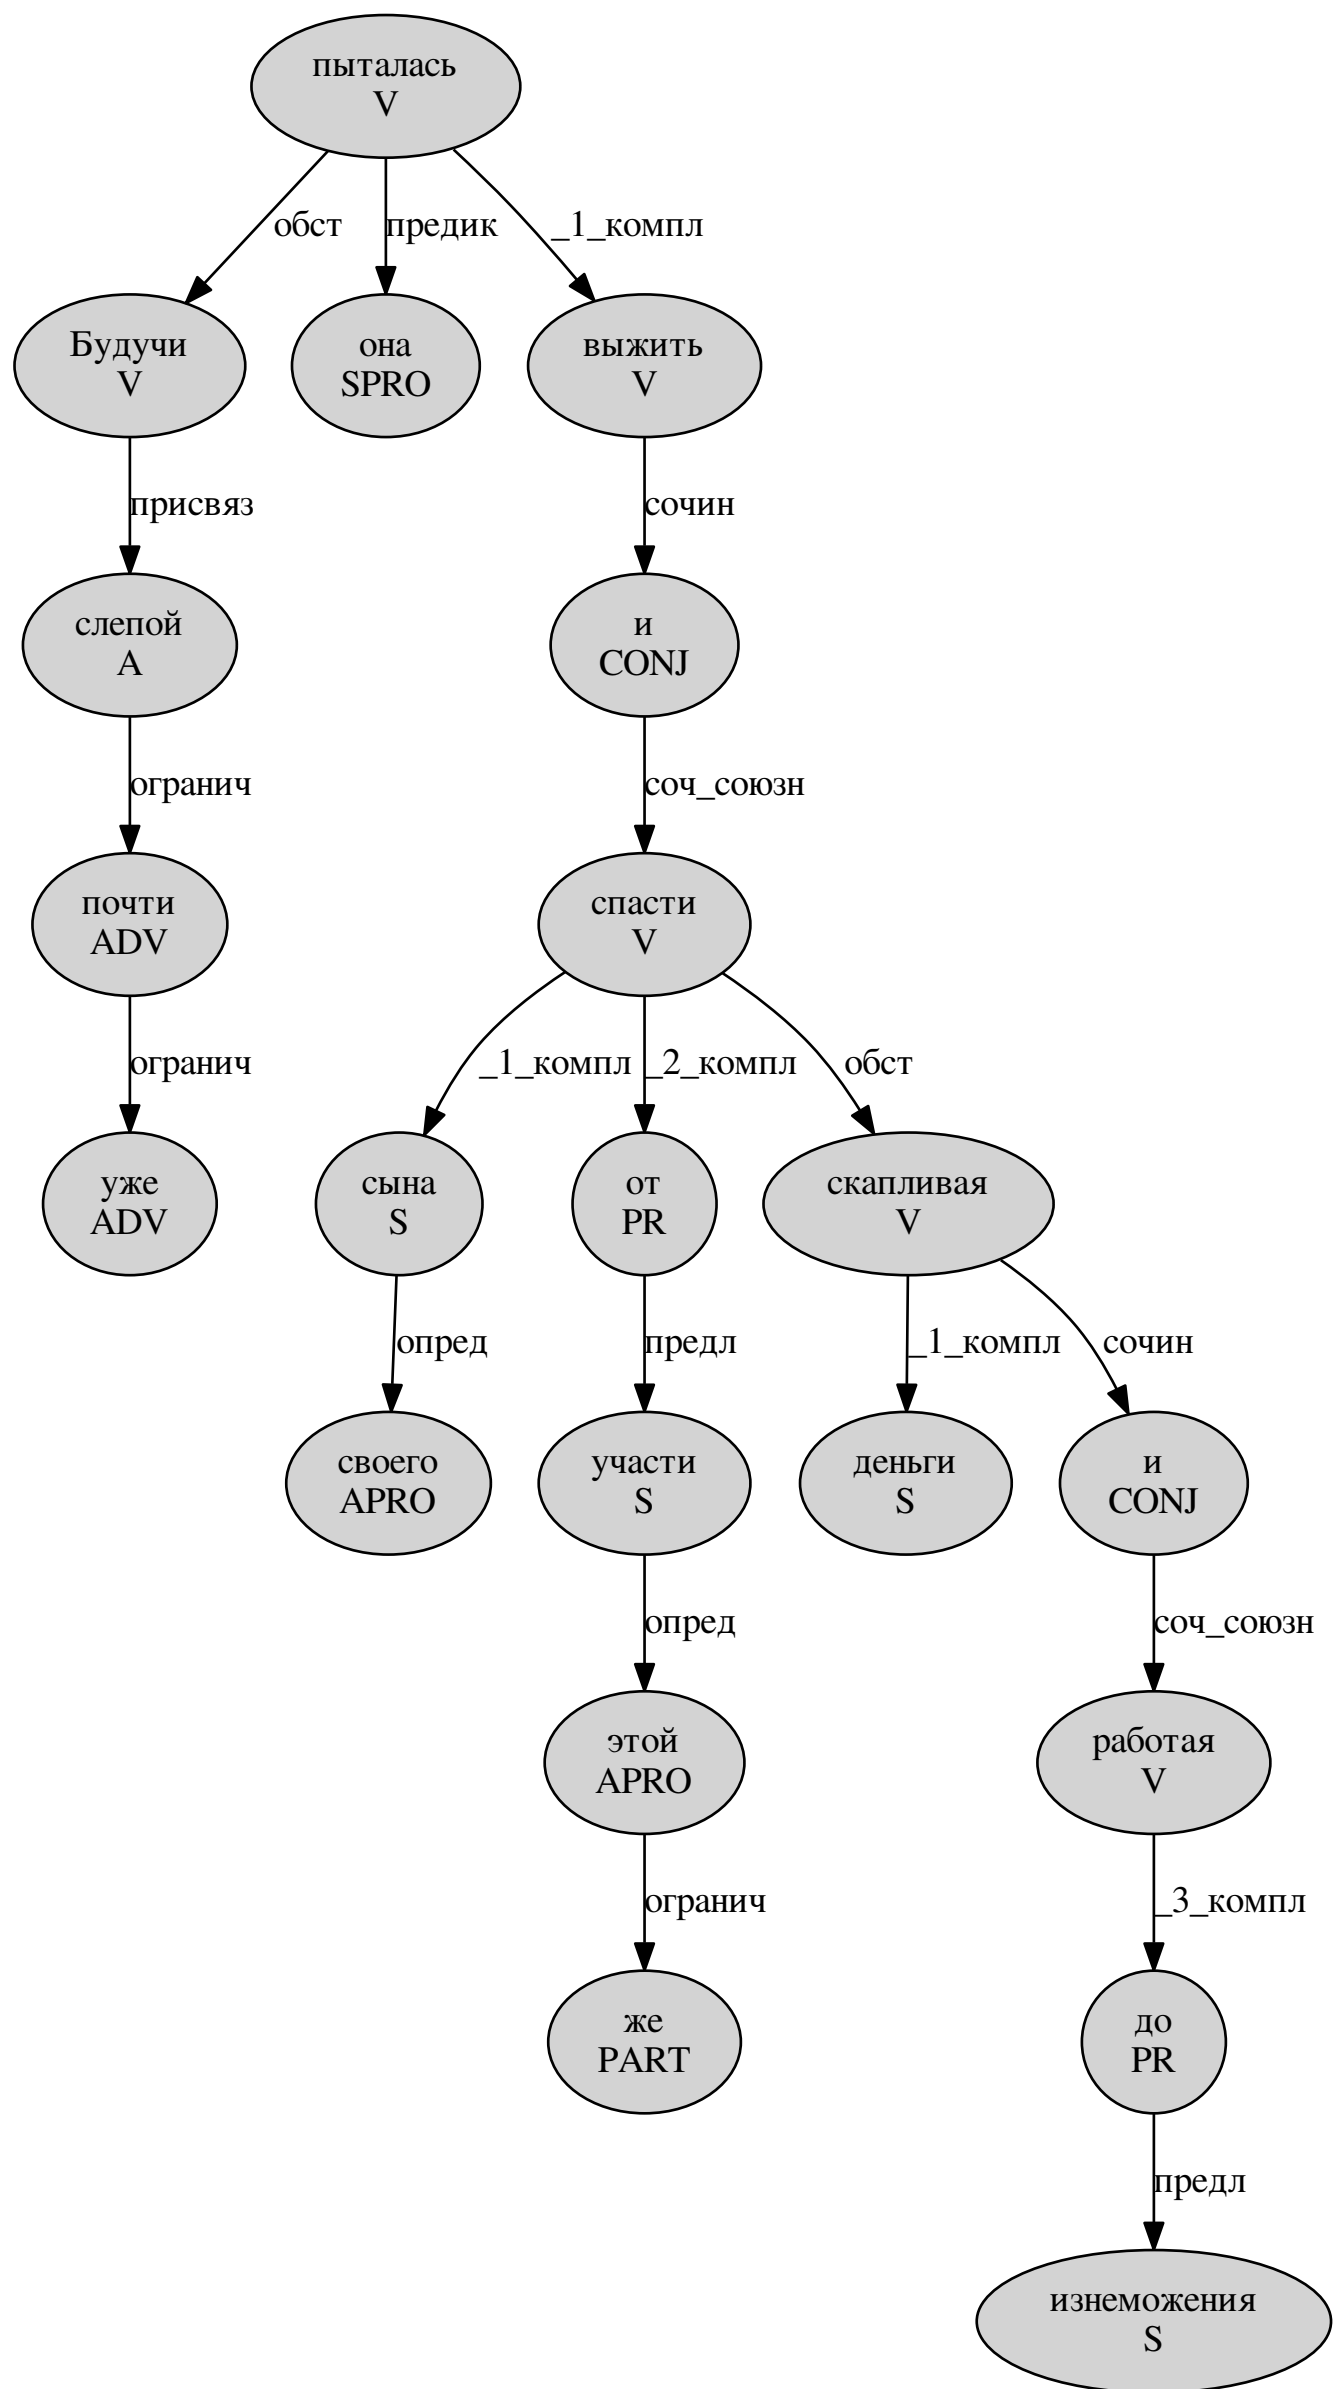 пыталась
V
обст
предик
_1_компл
Будучи
V
она
SPRO
выжить
V
присвяз
сочин
слепой
A
и
CONJ
огранич
соч_союзн
почти
ADV
спасти
V
огранич
_1_компл
_2_компл
обст
уже
ADV
сына
S
от
PR
скапливая
V
опред
предл
_1_компл
сочин
своего
APRO
участи
S
деньги
S
и
CONJ
опред
соч_союзн
этой
APRO
работая
V
огранич
_3_компл
же
PART
до
PR
предл
изнеможения
S